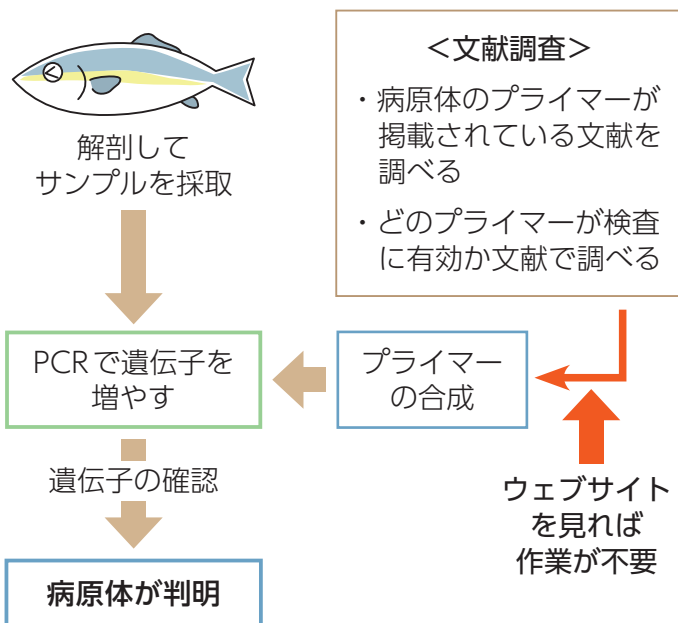 解剖して
サンプルを採取
＜文献調査＞
・病原体のプライマーが
掲載されている文献を
調べる
・どのプライマーが検査
に有効か文献で調べる
PCRで遺伝子を
増やす
プライマー
の合成
ウェブサイト
を見れば
作業が不要
遺伝子の確認
病原体が判明